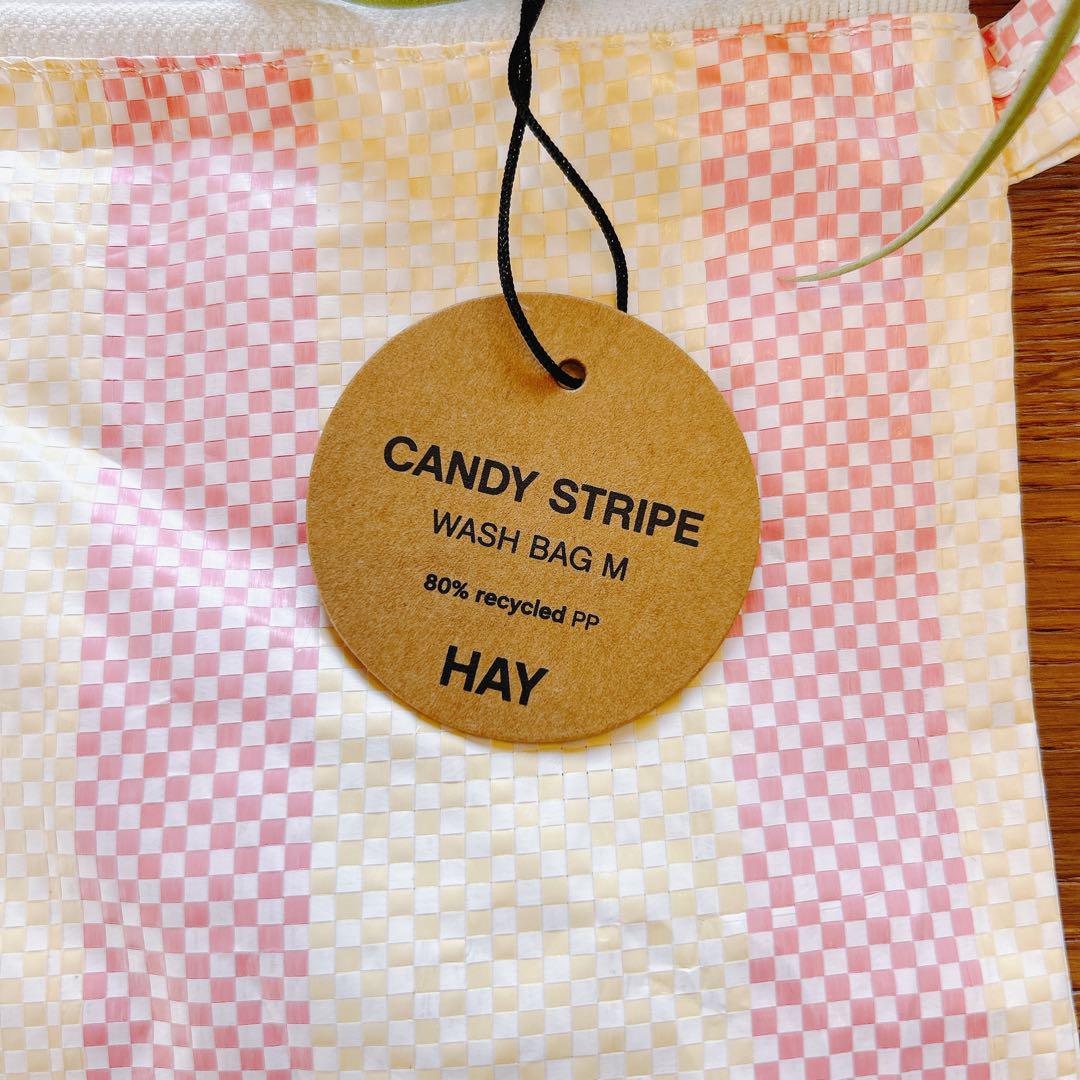 CANDY STRIPE
WASH BAG M
80% recycled PP
HAY